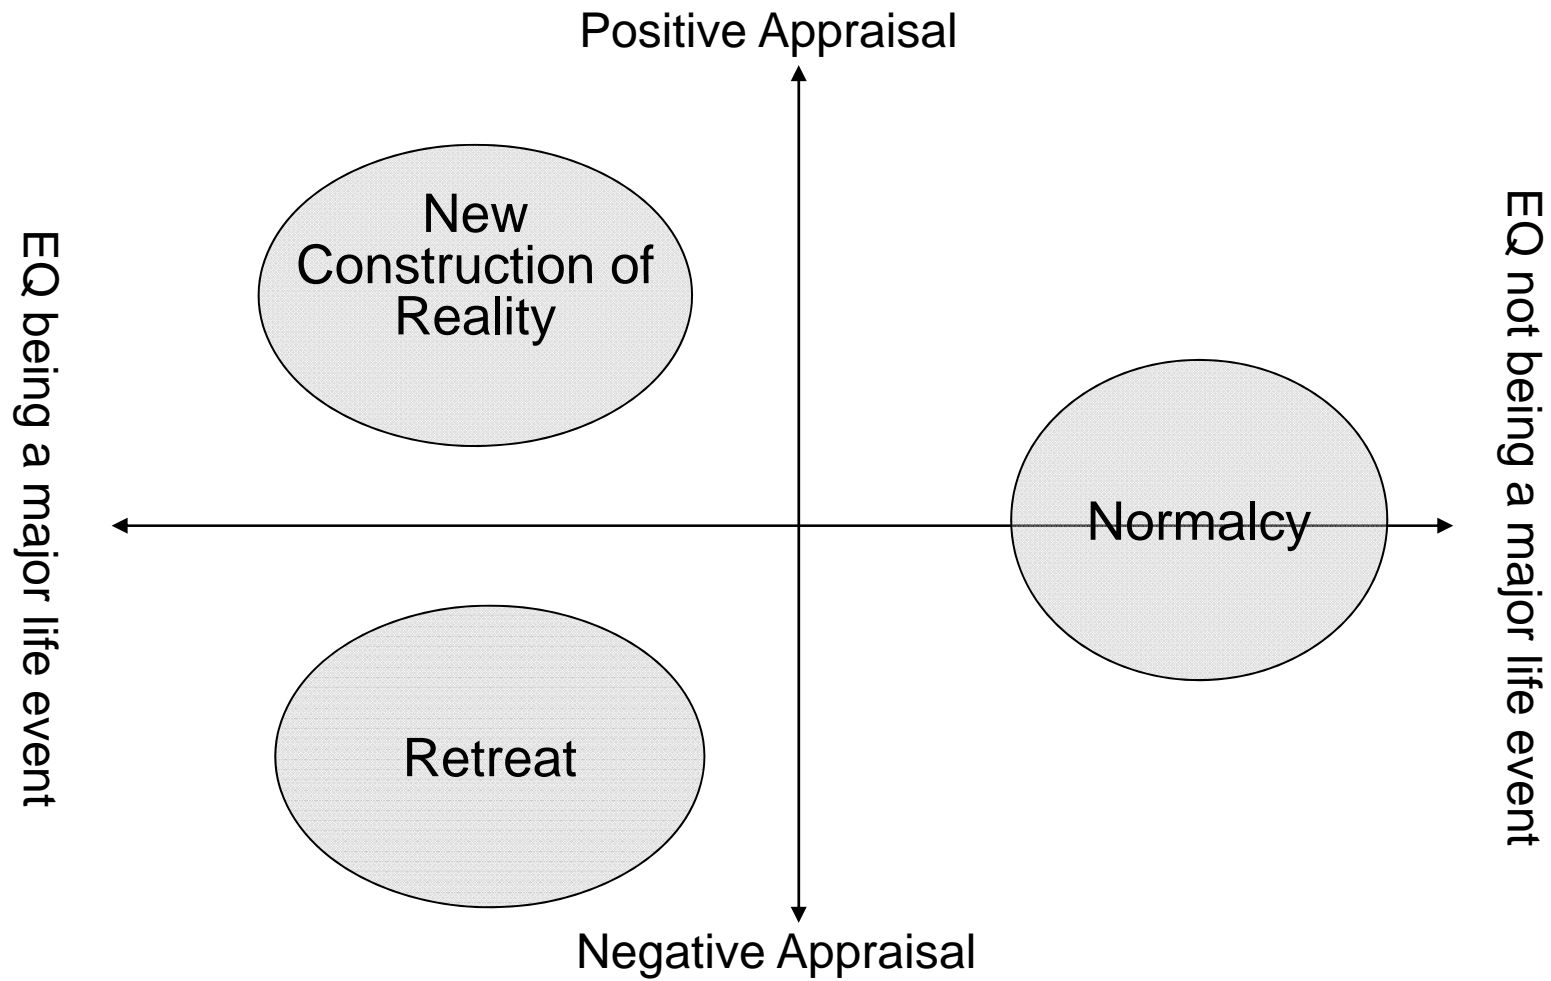 Positive Appraisal
New
Construction of
Reality
EQ being a major life event
EQ not being a major life event
Normalcy
Retreat
Negative Appraisal